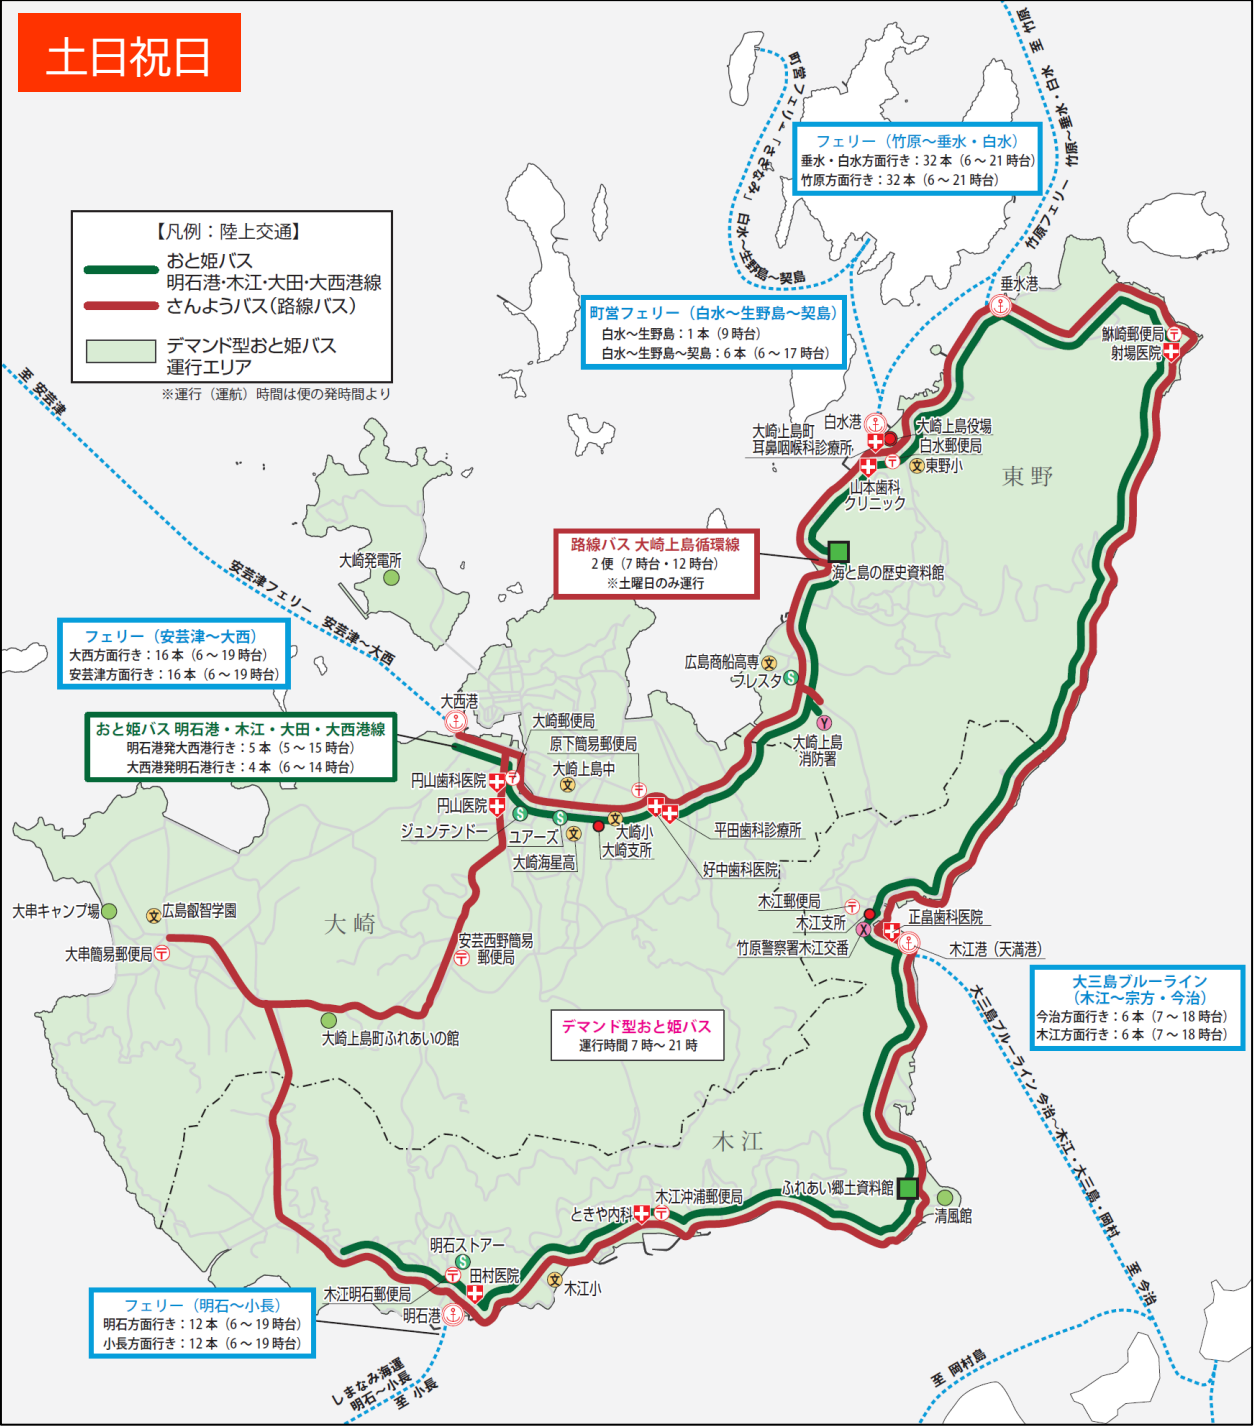 土日祝日
至 竹原
竹原フェリー 竹原～垂水・白水
町営フェリー「さざなみ」 白水～生野島～契島
フェリー（竹原～垂水・白水）
垂水・白水方面行き：32本（6～21時台）
竹原方面行き：32本（6～21時台）
【凡例：陸上交通】
おと姫バス
明石港・木江・大田・大西港線
さんようバス（路線バス）
デマンド型おと姫バス
運行エリア
※運行（運航）時間は便の発時間より
町営フェリー（白水～生野島～契島）
白水～生野島：1本（9時台）
白水～生野島～契島：6本（6～17時台）
垂水港
鮴崎郵便局
射場医院
至 安芸津
白水港
大崎上島町
耳鼻咽喉科診療所
大崎上島役場
白水郵便局
東野小
東野
山本歯科
クリニック
路線バス 大崎上島循環線
2便（7時台・12時台）
※土曜日のみ運行
海と島の歴史資料館
大崎発電所
安芸津フェリー 安芸津～大西
フェリー（安芸津～大西）
大西方面行き：16本（6～19時台）
安芸津方面行き：16本（6～19時台）
広島商船高専
プレスタ
大西港
おと姫バス 明石港・木江・大田・大西港線
明石港発大西港行き：5本（5～15時台）
大西港発明石港行き：4本（6～14時台）
大崎郵便局
原下簡易郵便局
大崎上島中
大崎上島
消防署
円山歯科医院
円山医院
ジュンテンドー
ユアーズ
大崎海星高
大崎小
大崎支所
平田歯科診療所
好中歯科医院
大串キャンプ場
広島叡智学園
大串簡易郵便局
大崎
安芸西野簡易
郵便局
木江郵便局
木江支所
竹原警察署木江交番
正畠歯科医院
木江港（天満港）
大崎上島町ふれあいの館
デマンド型おと姫バス
運行時間 7時～21時
大三島ブルーライン
（木江～宗方・今治）
今治方面行き：6本（7～18時台）
木江方面行き：6本（7～18時台）
大三島ブルーライン 今治～木江・大三島・岡村
木江
ふれあい郷土資料館
清風館
木江沖浦郵便局
ときや内科
明石ストアー
田村医院
木江明石郵便局
木江小
明石港
フェリー（明石～小長）
明石方面行き：12本（6～19時台）
小長方面行き：12本（6～19時台）
しまなみ海運
明石～小長
至 小長
至 今治
至 岡村島